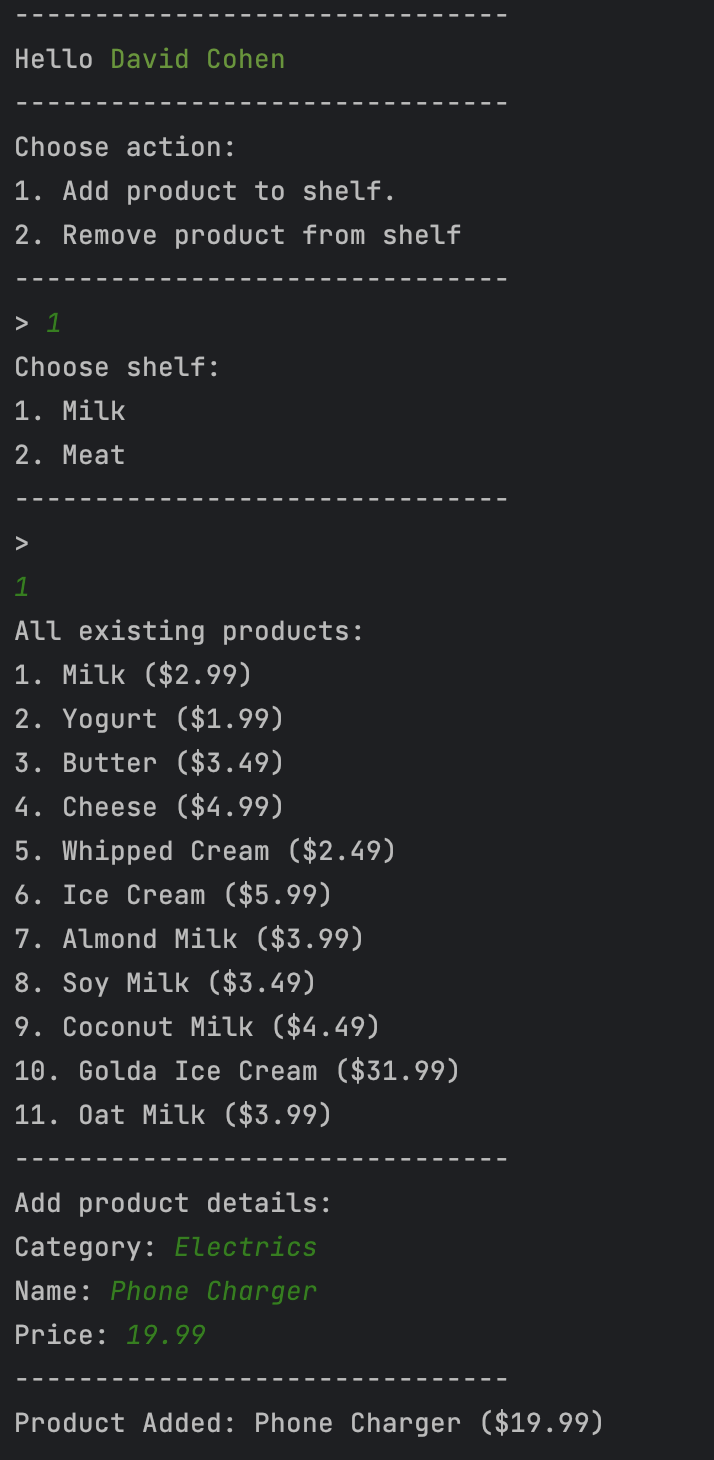 -------------------------------
Hello David Cohen
-------------------------------
Choose action:
1. Add product to shelf.
2. Remove product from shelf
-------------------------------
> 1
Choose shelf:
1. Milk
2. Meat
-------------------------------
>
1
All existing products:
1. Milk ($2.99)
2. Yogurt ($1.99)
3. Butter ($3.49)
4. Cheese ($4.99)
5. Whipped Cream ($2.49)
6. Ice Cream ($5.99)
7. Almond Milk ($3.99)
8. Soy Milk ($3.49)
9. Coconut Milk ($4.49)
10. Golda Ice Cream ($31.99)
11. Oat Milk ($3.99)
-------------------------------
Add product details:
Category: Electrics
Name: Phone Charger
Price: 19.99
-------------------------------
Product Added: Phone Charger ($19.99)